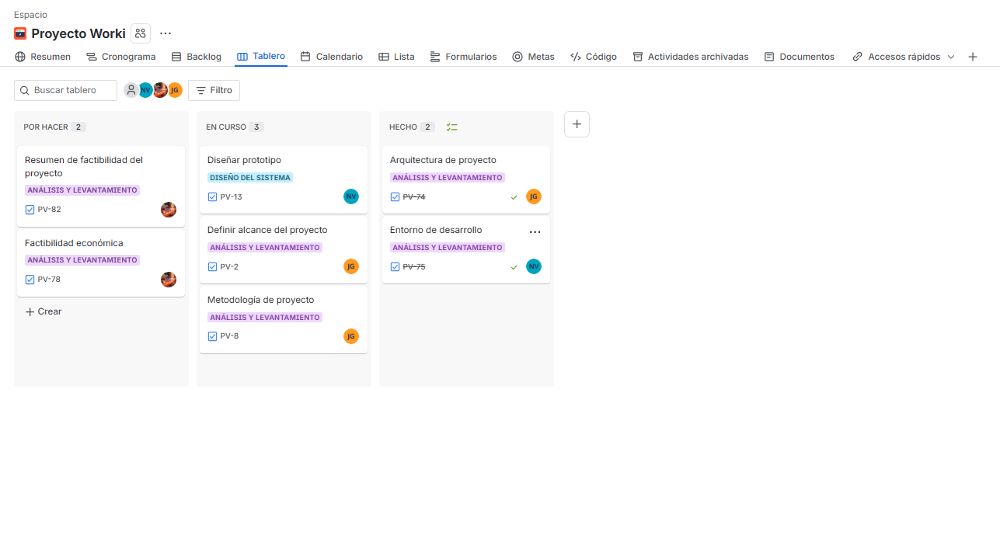 Espacio
Proyecto Worki
Resumen Cronograma Backlog Tablero Calendario Lista Formularios Metas Código Actividades archivadas Documentos Accesos rápidos
Buscar tablero NV JG Filtro
POR HACER 2
Resumen de factibilidad del
proyecto
ANÁLISIS Y LEVANTAMIENTO
PV-82
Factibilidad económica
ANÁLISIS Y LEVANTAMIENTO
PV-78
Crear
EN CURSO 3
Diseñar prototipo
DISEÑO DEL SISTEMA
PV-13 NV
Definir alcance del proyecto
ANÁLISIS Y LEVANTAMIENTO
PV-2 JG
Metodología de proyecto
ANÁLISIS Y LEVANTAMIENTO
PV-8 JG
HECHO 2
Arquitectura de proyecto
ANÁLISIS Y LEVANTAMIENTO
PV-74 JG
Entorno de desarrollo
ANÁLISIS Y LEVANTAMIENTO
PV-75 NV